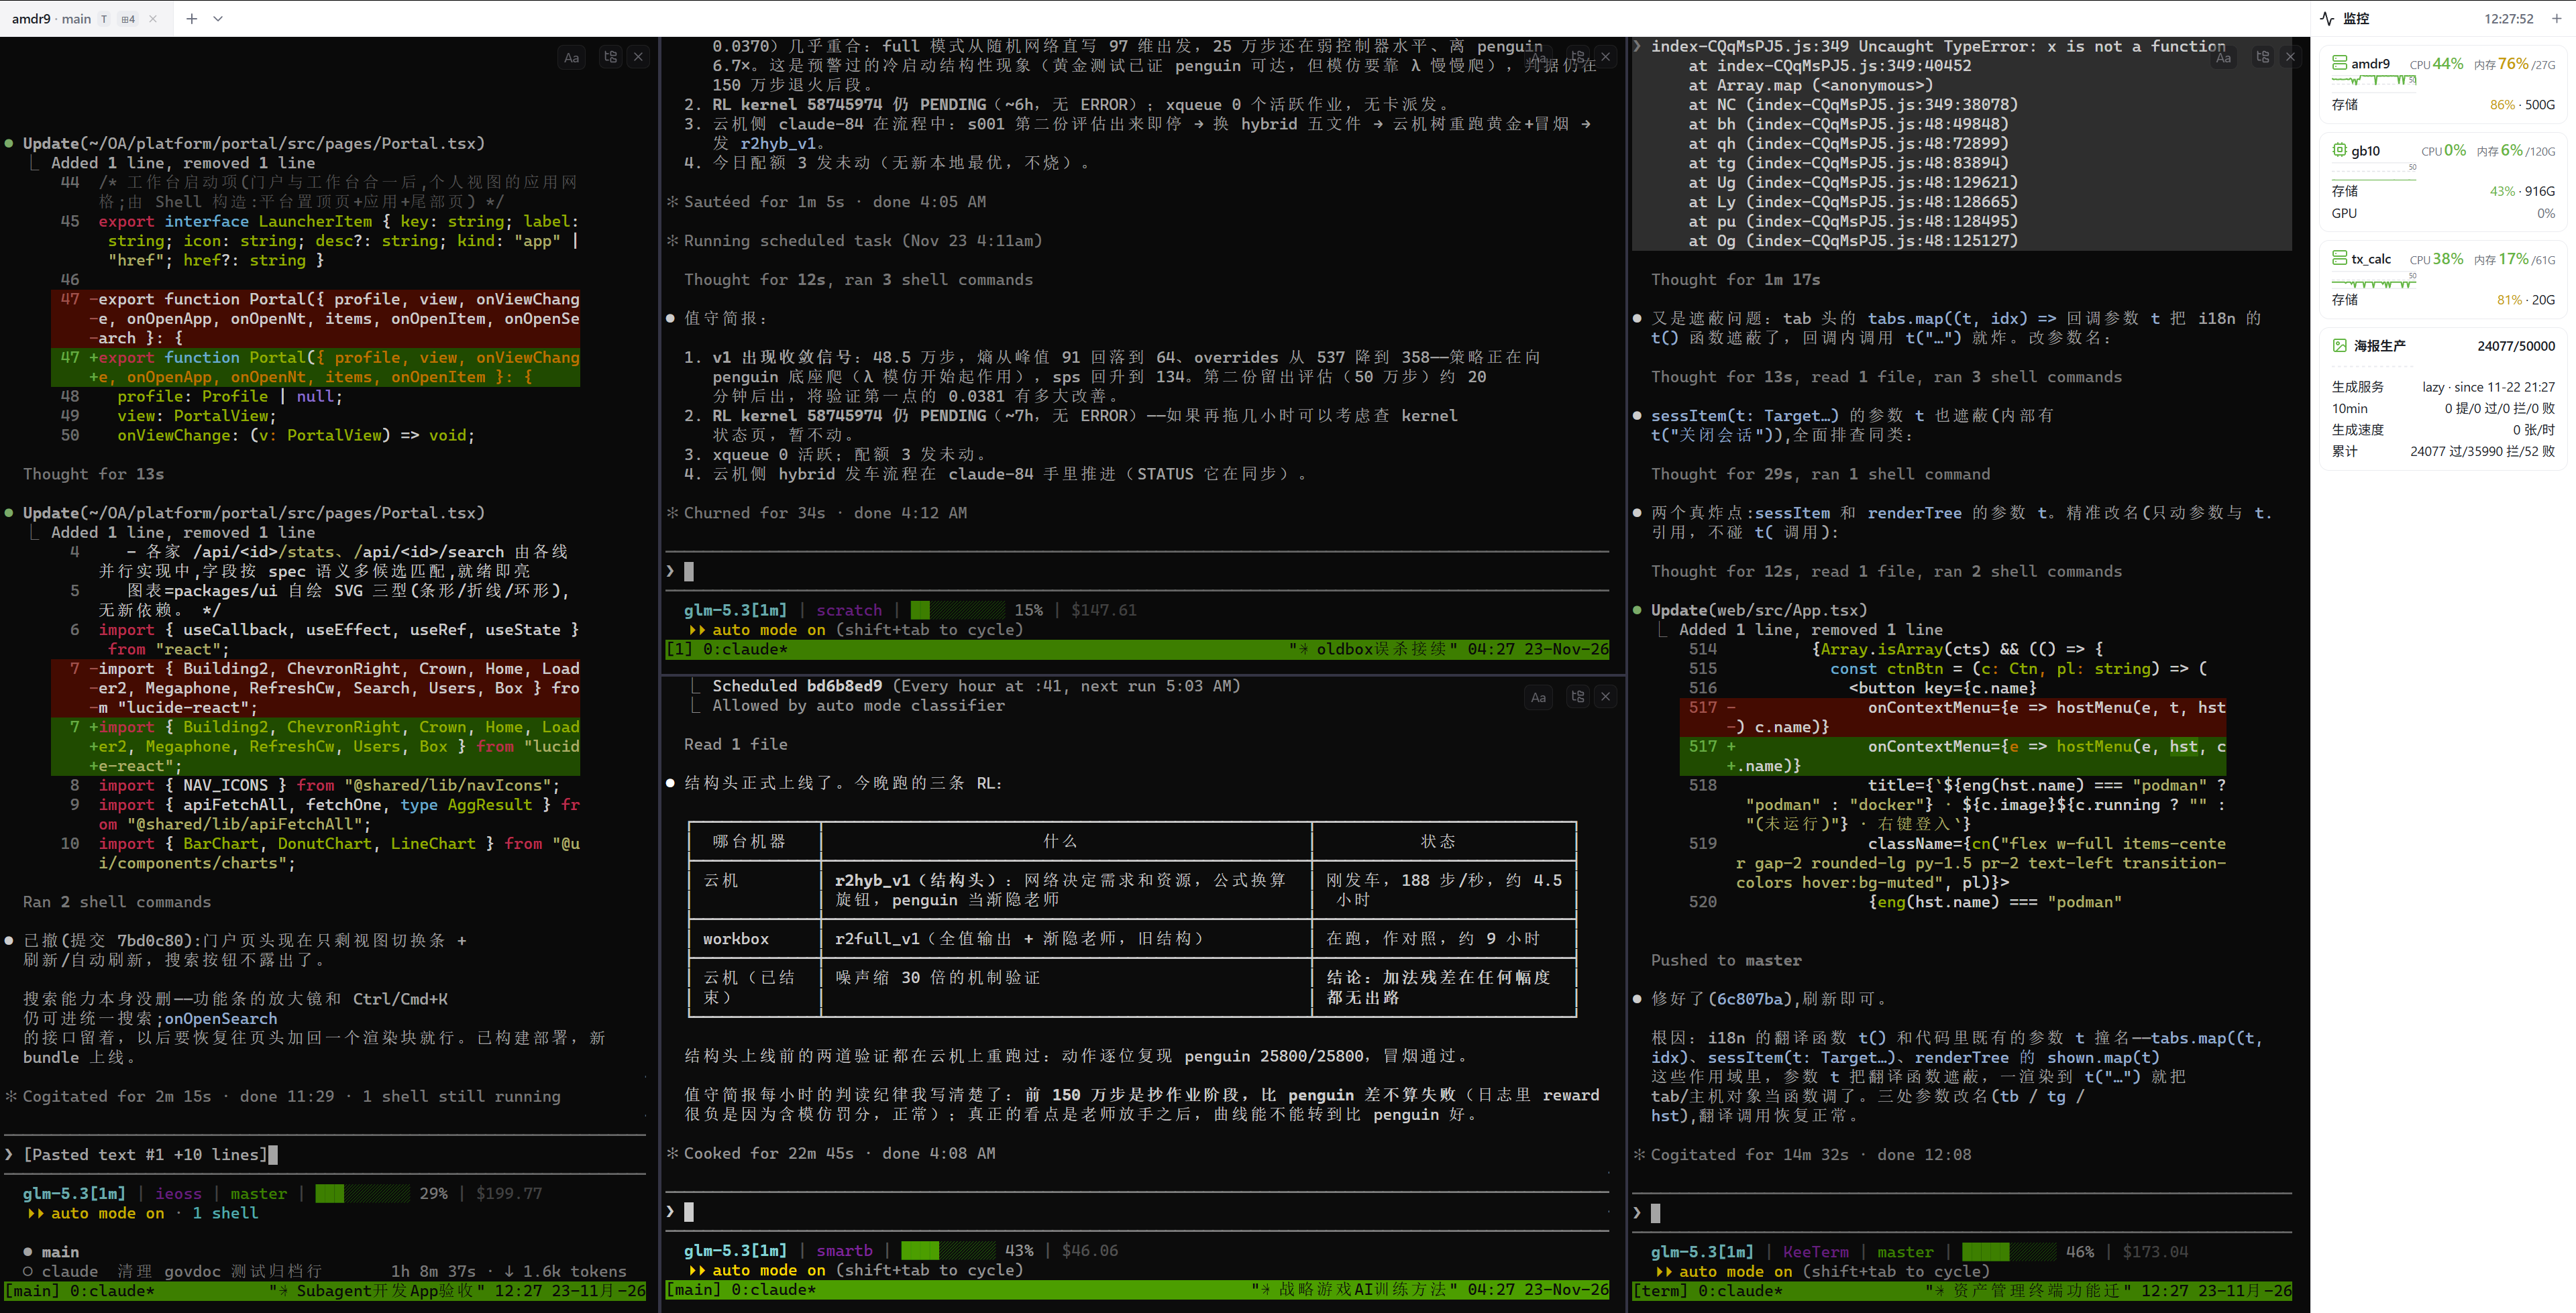 amdr9 · main T ⊞4 × + ⌄
Aa
● Update(~/OA/platform/portal/src/pages/Portal.tsx)
⎿ Added 1 line, removed 1 line
44 /* 工作台启动项(门户与工作台合一后,个人视图的应用网
格;由 Shell 构造:平台置顶页+应用+尾部页) */
45 export interface LauncherItem { key: string; label:
string; icon: string; desc?: string; kind: "app" |
"href"; href?: string }
46
47 -export function Portal({ profile, view, onViewChang
-e, onOpenApp, onOpenNt, items, onOpenItem, onOpenSe
-arch }: {
47 +export function Portal({ profile, view, onViewChang
+e, onOpenApp, onOpenNt, items, onOpenItem }: {
48 profile: Profile | null;
49 view: PortalView;
50 onViewChange: (v: PortalView) => void;
Thought for 13s
● Update(~/OA/platform/portal/src/pages/Portal.tsx)
⎿ Added 1 line, removed 1 line
4 - 各家 /api/<id>/stats、/api/<id>/search 由各线
并行实现中,字段按 spec 语义多候选匹配,就绪即亮
5 图表=packages/ui 自绘 SVG 三型(条形/折线/环形),
无新依赖。 */
6 import { useCallback, useEffect, useRef, useState }
from "react";
7 -import { Building2, ChevronRight, Crown, Home, Load
-er2, Megaphone, RefreshCw, Search, Users, Box } fro
-m "lucide-react";
7 +import { Building2, ChevronRight, Crown, Home, Load
+er2, Megaphone, RefreshCw, Users, Box } from "lucid
+e-react";
8 import { NAV_ICONS } from "@shared/lib/navIcons";
9 import { apiFetchAll, fetchOne, type AggResult } fr
om "@shared/lib/apiFetchAll";
10 import { BarChart, DonutChart, LineChart } from "@u
i/components/charts";
Ran 2 shell commands
● 已撤(提交 7bd0c80):门户页头现在只剩视图切换条 +
刷新/自动刷新, 搜索按钮不露出了。
搜索能力本身没删——功能条的放大镜和 Ctrl/Cmd+K
仍可进统一搜索;onOpenSearch
的接口留着, 以后要恢复往页头加回一个渲染块就行。已构建部署, 新
bundle 上线。
✻ Cogitated for 2m 15s · done 11:29 · 1 shell still running
❯ [Pasted text #1 +10 lines]
glm-5.3[1m] | ieoss | master | 29% | $199.77
⏵⏵ auto mode on · 1 shell
● main
○ claude 清理 govdoc 测试归档行 1h 8m 37s · ↓ 1.6k tokens
[main] 0:claude* "✳ Subagent开发App验收" 12:27 23-11月-26
0.0370) 几乎重合: full 模式从随机网络直写 97 维出发, 25 万步还在弱控制器水平、离 penguin
6.7×。这是预警过的冷启动结构性现象 (黄金测试已证 penguin 可达, 但模仿要靠 λ 慢慢爬), 判据仍在
150 万步退火后段。
2. RL kernel 58745974 仍 PENDING (~6h, 无 ERROR); xqueue 0 个活跃作业, 无卡派发。
3. 云机侧 claude-84 在流程中: s001 第二份评估出来即停 → 换 hybrid 五文件 → 云机树重跑黄金+冒烟 →
发 r2hyb_v1。
4. 今日配额 3 发未动 (无新本地最优, 不烧)。
✻ Sautéed for 1m 5s · done 4:05 AM
✻ Running scheduled task (Nov 23 4:11am)
Thought for 12s, ran 3 shell commands
● 值守简报:
1. v1 出现收敛信号: 48.5 万步, 熵从峰值 91 回落到 64、overrides 从 537 降到 358——策略正在向
penguin 底座爬 (λ 模仿开始起作用), sps 回升到 134。第二份留出评估 (50 万步) 约 20
分钟后出, 将验证第一点的 0.0381 有多大改善。
2. RL kernel 58745974 仍 PENDING (~7h, 无 ERROR) ——如果再拖几小时可以考虑查 kernel
状态页, 暂不动。
3. xqueue 0 活跃; 配额 3 发未动。
4. 云机侧 hybrid 发车流程在 claude-84 手里推进 (STATUS 它在同步)。
✻ Churned for 34s · done 4:12 AM
❯
glm-5.3[1m] | scratch | 15% | $147.61
⏵⏵ auto mode on (shift+tab to cycle)
[1] 0:claude* "✳ oldbox误杀接续" 04:27 23-Nov-26
⎿ Scheduled bd6b8ed9 (Every hour at :41, next run 5:03 AM)
⎿ Allowed by auto mode classifier
Aa
Read 1 file
● 结构头正式上线了。今晚跑的三条 RL:
哪台机器 什么 状态
云机 r2hyb_v1 (结构头): 网络决定需求和资源, 公式换算 刚发车, 188 步/秒, 约 4.5
旋钮, penguin 当渐隐老师 小时
workbox r2full_v1 (全值输出 + 渐隐老师, 旧结构) 在跑, 作对照, 约 9 小时
云机 (已结 噪声缩 30 倍的机制验证 结论: 加法残差在任何幅度
束) 都无出路
结构头上线前的两道验证都在云机上重跑过: 动作逐位复现 penguin 25800/25800, 冒烟通过。
值守简报每小时的判读纪律我写清楚了: 前 150 万步是抄作业阶段, 比 penguin 差不算失败 (日志里 reward
很负是因为含模仿罚分, 正常); 真正的看点是老师放手之后, 曲线能不能转到比 penguin 好。
✻ Cooked for 22m 45s · done 4:08 AM
❯
glm-5.3[1m] | smartb | 43% | $46.06
⏵⏵ auto mode on (shift+tab to cycle)
[main] 0:claude* "✳ 战略游戏AI训练方法" 04:27 23-Nov-26
❯ index-CQqMsPJ5.js:349 Uncaught TypeError: x is not a function
Aa
at index-CQqMsPJ5.js:349:40452
at Array.map (<anonymous>)
at NC (index-CQqMsPJ5.js:349:38078)
at bh (index-CQqMsPJ5.js:48:49848)
at qh (index-CQqMsPJ5.js:48:72899)
at tg (index-CQqMsPJ5.js:48:83894)
at Ug (index-CQqMsPJ5.js:48:129621)
at Ly (index-CQqMsPJ5.js:48:128665)
at pu (index-CQqMsPJ5.js:48:128495)
at Og (index-CQqMsPJ5.js:48:125127)
Thought for 1m 17s
● 又是遮蔽问题: tab 头的 tabs.map((t, idx) => 回调参数 t 把 i18n 的
t() 函数遮蔽了, 回调内调用 t("…") 就炸。改参数名:
Thought for 13s, read 1 file, ran 3 shell commands
● sessItem(t: Target…) 的参数 t 也遮蔽(内部有
t("关闭会话")),全面排查同类:
Thought for 29s, ran 1 shell command
● 两个真炸点:sessItem 和 renderTree 的参数 t。精准改名(只动参数与 t.
引用, 不碰 t( 调用):
Thought for 12s, read 1 file, ran 2 shell commands
● Update(web/src/App.tsx)
⎿ Added 1 line, removed 1 line
514 {Array.isArray(cts) && (() => {
515 const ctnBtn = (c: Ctn, pl: string) => (
516 <button key={c.name}
517 - onContextMenu={e => hostMenu(e, t, hst
-) c.name)}
517 + onContextMenu={e => hostMenu(e, hst, c
+.name)}
518 title={`${eng(hst.name) === "podman" ?
"podman" : "docker"} · ${c.image}${c.running ? "" :
"(未运行)"} · 右键登入`}
519 className={cn("flex w-full items-cente
r gap-2 rounded-lg py-1.5 pr-2 text-left transition-
colors hover:bg-muted", pl)}>
520 {eng(hst.name) === "podman"
Pushed to master
● 修好了(6c807ba),刷新即可。
根因: i18n 的翻译函数 t() 和代码里既有的参数 t 撞名——tabs.map((t,
idx)、sessItem(t: Target…)、renderTree 的 shown.map(t)
这些作用域里, 参数 t 把翻译函数遮蔽, 一渲染到 t("…") 就把
tab/主机对象当函数调了。三处参数改名(tb / tg /
hst),翻译调用恢复正常。
✻ Cogitated for 14m 32s · done 12:08
❯
glm-5.3[1m] | KeeTerm | master | 46% | $173.04
⏵⏵ auto mode on (shift+tab to cycle)
[term] 0:claude* "✳ 资产管理终端功能迁" 12:27 23-11月-26
监控 12:27:52 +
amdr9 CPU 44% 内存 76% /27G
50
存储 86% · 500G
gb10 CPU 0% 内存 6% /120G
50
存储 43% · 916G
GPU 0%
tx_calc CPU 38% 内存 17% /61G
50
存储 81% · 20G
海报生产 24077/50000
生成服务 lazy · since 11-22 21:27
10min 0 提/0 过/0 拦/0 败
生成速度 0 张/时
累计 24077 过/35990 拦/52 败